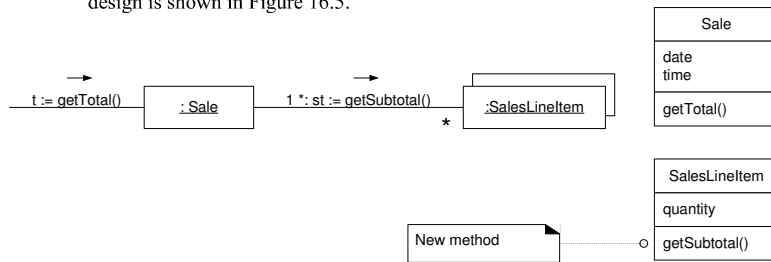 design is shown in Figure 16.5.
t := getTotal()
: Sale
1 *: st := getSubtotal()
*
:SalesLineItem
Sale
date
time
getTotal()
SalesLineItem
quantity
getSubtotal()
New method